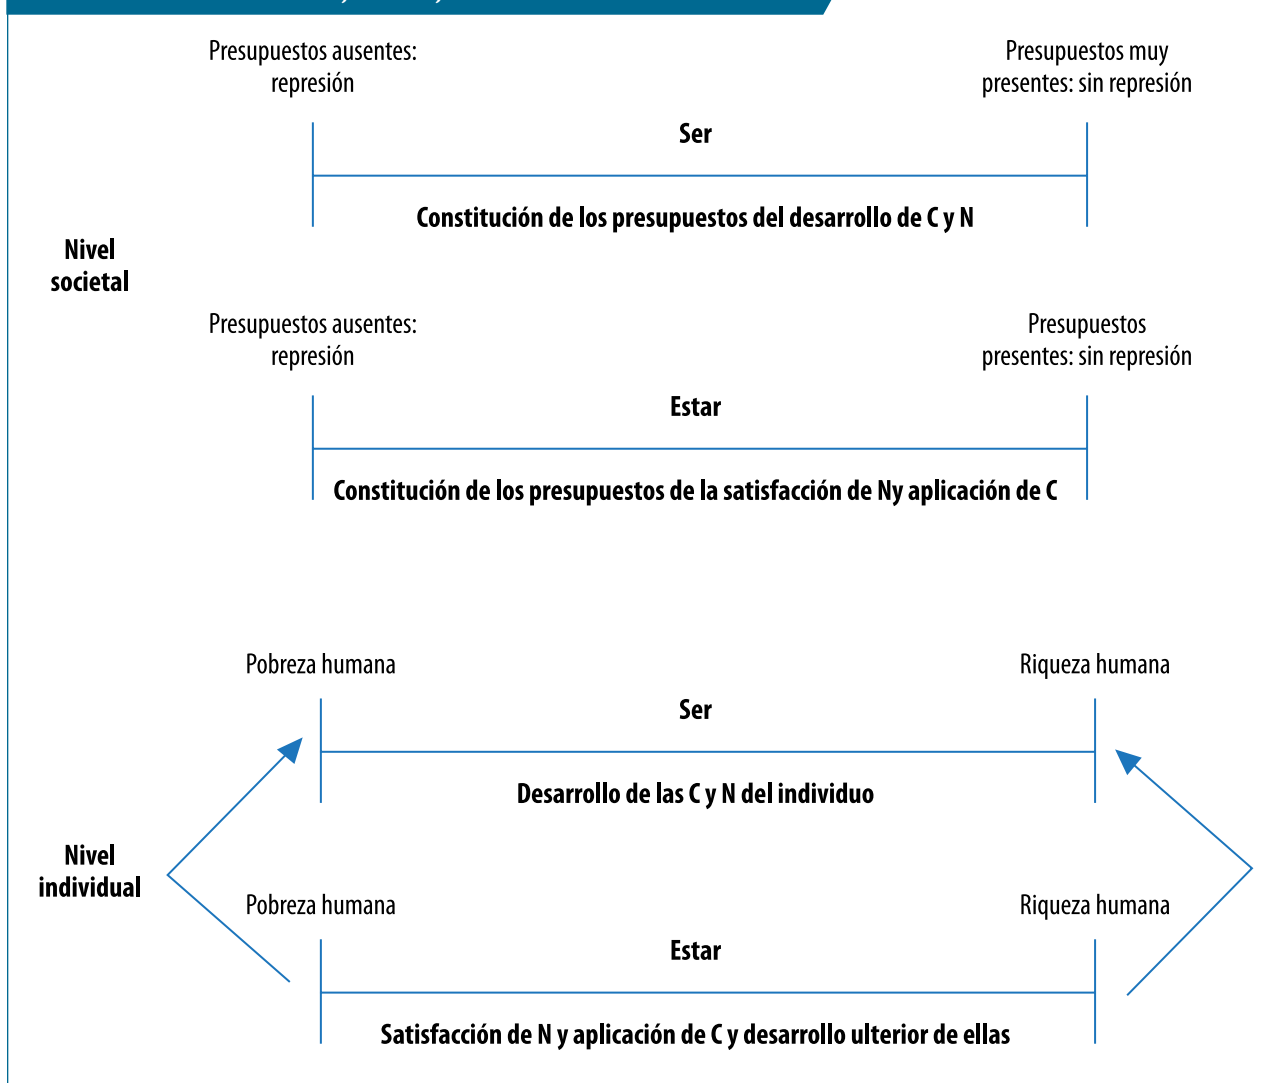 Presupuestos ausentes:
represión
Presupuestos muy
presentes: sin represión
Ser
Constitución de los presupuestos del desarrollo de C y N
Nivel
societal
Presupuestos ausentes:
represión
Presupuestos
presentes: sin represión
Estar
Constitución de los presupuestos de la satisfacción de Ny aplicación de C
Pobreza humana
Riqueza humana
Ser
Desarrollo de las C y N del individuo
Nivel
individual
Pobreza humana
Riqueza humana
Estar
Satisfacción de N y aplicación de C y desarrollo ulterior de ellas